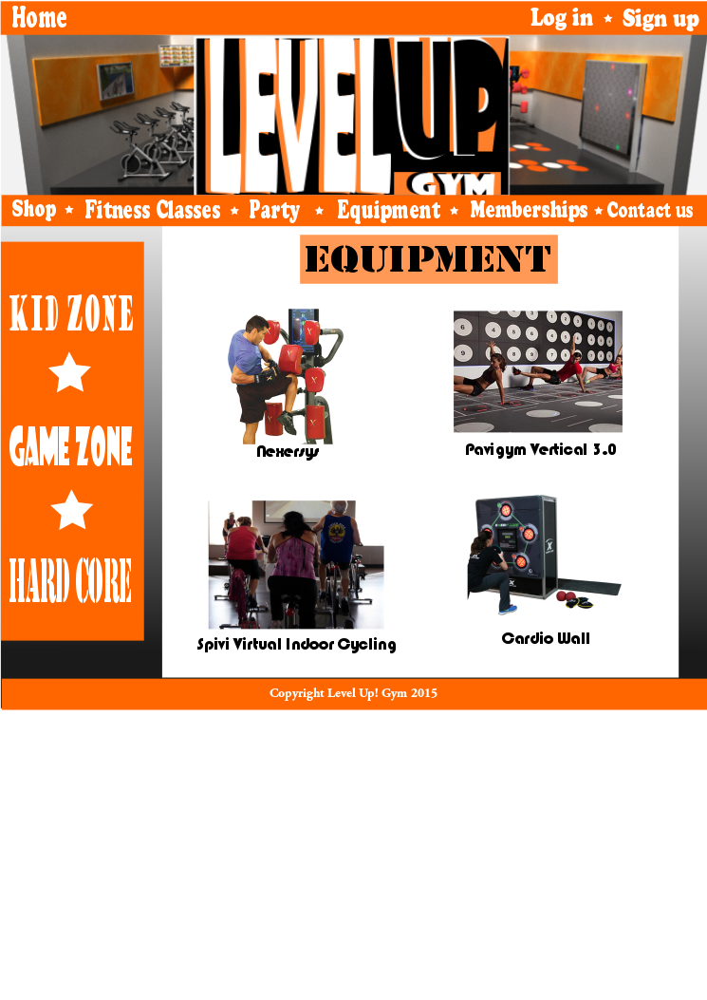 Home
Log in ★ Sign up
LEVEL UP
GYM
Shop ★ Fitness Classes ★ Party ★ Equipment ★ Memberships ★ Contact us
EQUIPMENT
KID ZONE
GAME ZONE
HARD CORE
Nexersys
Pavigym Vertical 3.0
Spivi Virtual Indoor Cycling
Cardio Wall
Copyright Level Up! Gym 2015